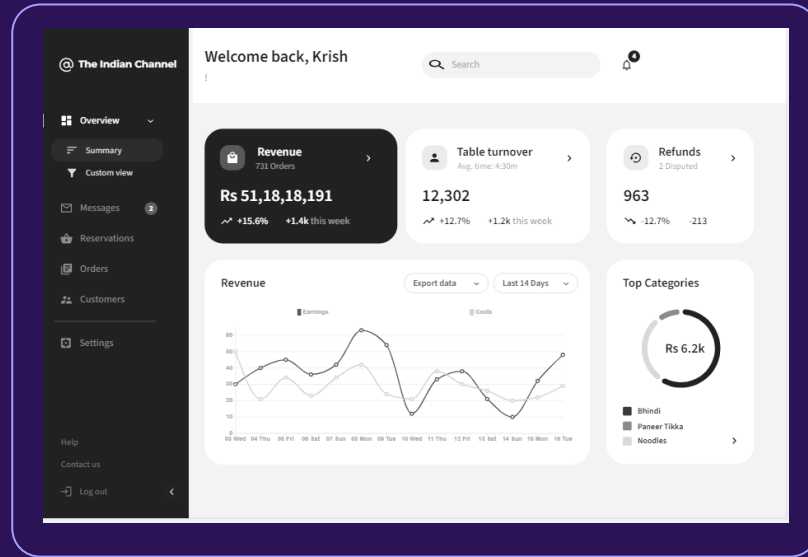 @ The Indian Channel
Welcome back, Krish
!
Search
4
Overview
Summary
Custom view
Messages 2
Reservations
Orders
Customers
Settings
Help
Contact us
Log out
Revenue
731 Orders
Rs 51,18,18,191
+15.6% +1.4k this week
Table turnover
Avg. time: 4:30m
12,302
+12.7% +1.2k this week
Refunds
2 Disputed
963
-12.7% -213
Revenue
Export data
Last 14 Days
Earnings
Costs
60
50
40
30
20
10
0
03 Wed 04 Thu 05 Fri 06 Sat 07 Sun 08 Mon 09 Tue 10 Wed 11 Thu 12 Fri 13 Sat 14 Sun 15 Mon 16 Tue
Top Categories
Rs 6.2k
Bhindi
Paneer Tikka
Noodles